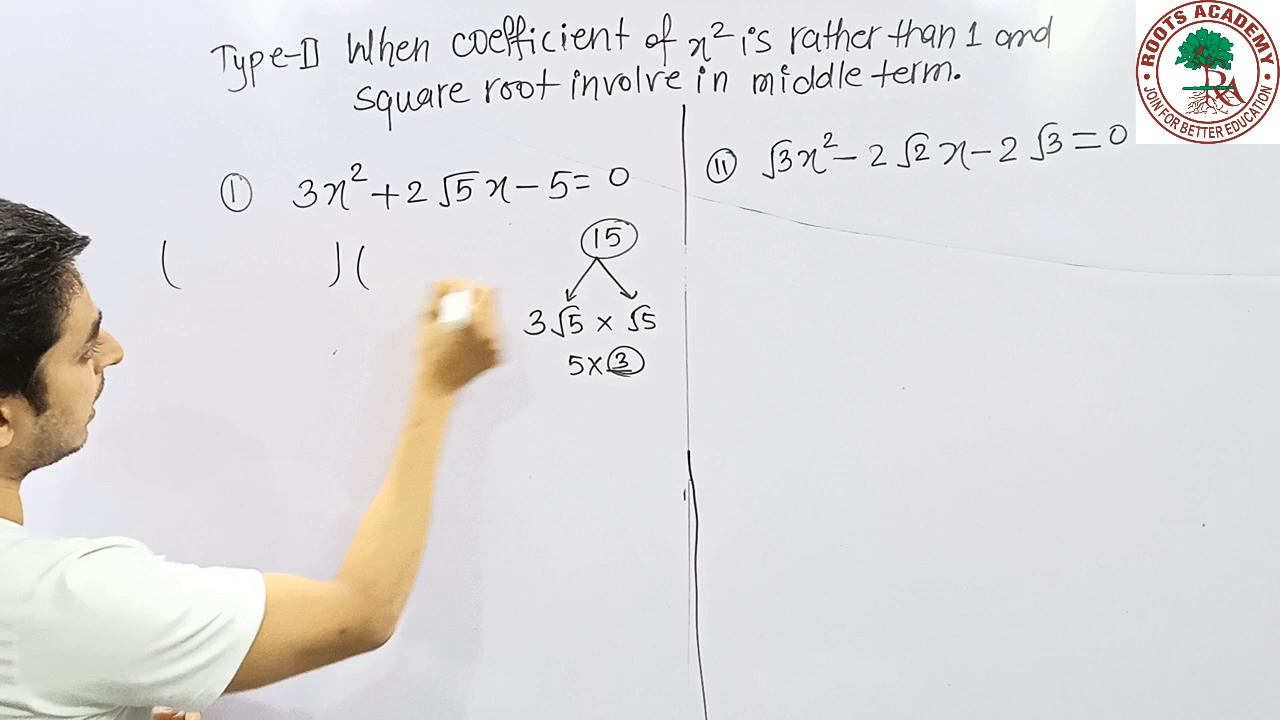 Type-II When coefficient of x² is rather than 1 and
square root involve in middle term.
① 3x² + 2√5x - 5 = 0
( ) (
15
3√5 × √5
5×3
⑪ √3x² - 2√2x - 2√3 = 0
ROOTS ACADEMY
RA
JOIN FOR BETTER EDUCATION